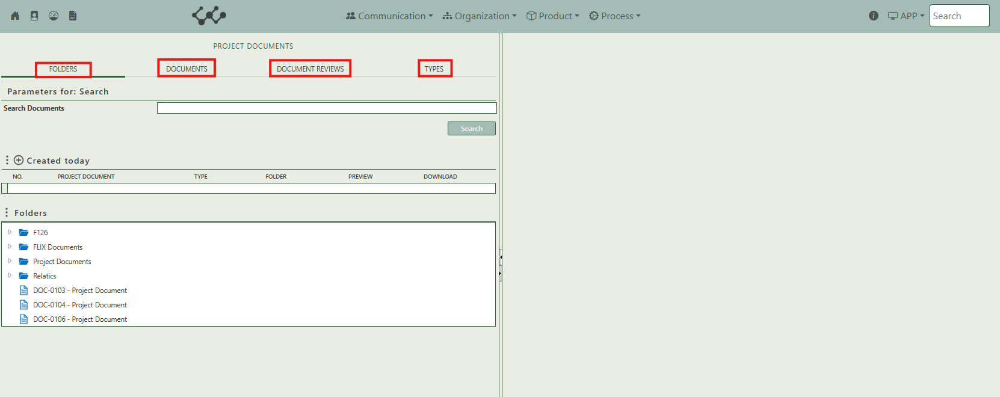 Communication Organization Product Process APP Search
PROJECT DOCUMENTS
FOLDERS DOCUMENTS DOCUMENT REVIEWS TYPES
Parameters for: Search
Search Documents
Search
Created today
NO. PROJECT DOCUMENT TYPE FOLDER PREVIEW DOWNLOAD
Folders
F126
FLIX Documents
Project Documents
Relatics
DOC-0103 - Project Document
DOC-0104 - Project Document
DOC-0106 - Project Document